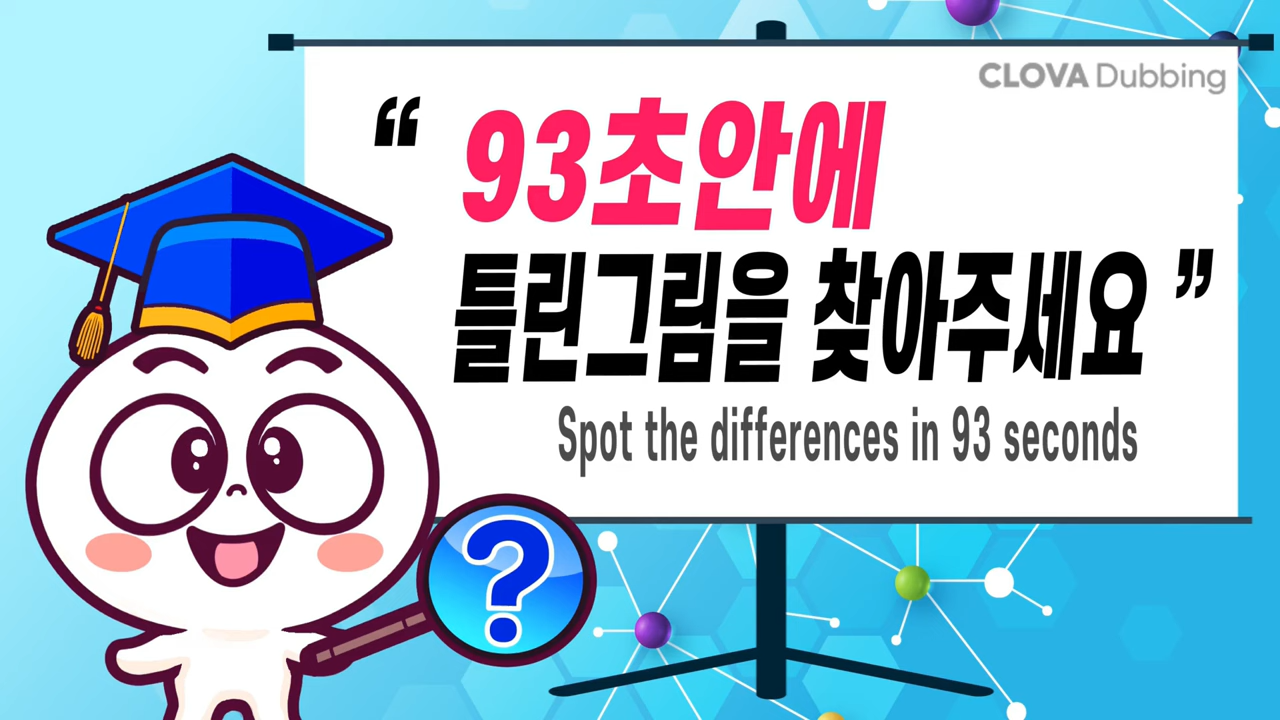 CLOVA Dubbing
“ 93초안에
틀린그림을 찾아주세요 ”
Spot the differences in 93 seconds
?